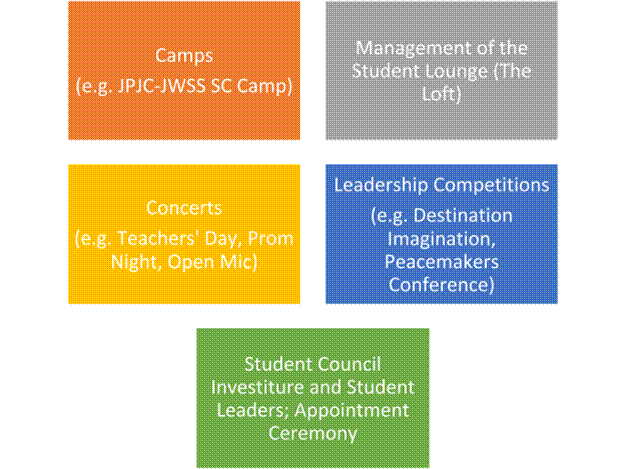 Camps
(e.g. JPJC-JWSS SC Camp)
Management of the
Student Lounge (The
Loft)
Concerts
(e.g. Teachers' Day, Prom
Night, Open Mic)
Leadership Competitions
(e.g. Destination
Imagination,
Peacemakers
Conference)
Student Council
Investiture and Student
Leaders; Appointment
Ceremony